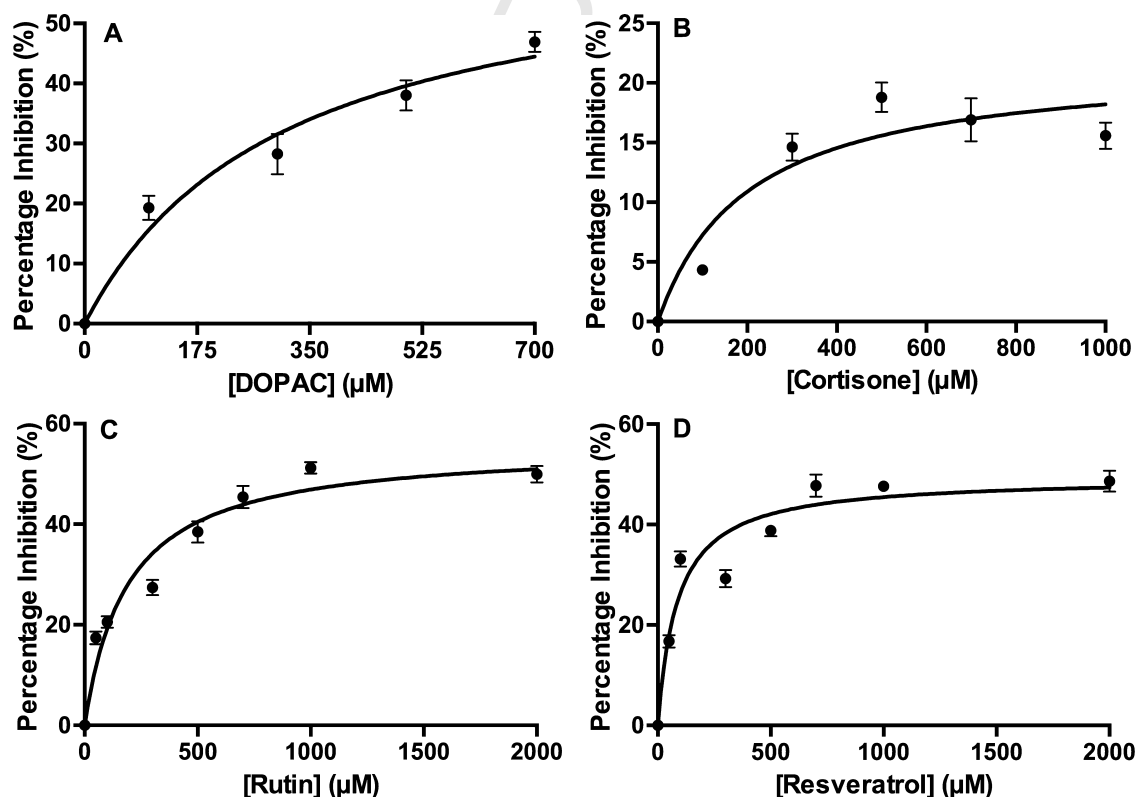 A
Percentage Inhibition (%)
50
40
30
20
10
0
0 175 350 525 700
[DOPAC] (µM)
B
Percentage Inhibition (%)
25
20
15
10
5
0
0 200 400 600 800 1000
[Cortisone] (µM)
C
Percentage Inhibition (%)
60
40
20
0
0 500 1000 1500 2000
[Rutin] (µM)
D
Percentage Inhibition (%)
60
40
20
0
0 500 1000 1500 2000
[Resveratrol] (µM)